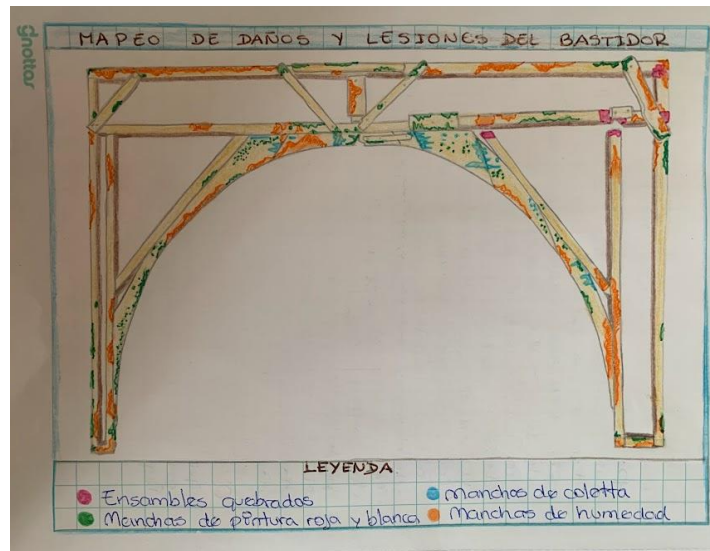 gnottas
MAPEO DE DAÑOS Y LESIONES DEL BASTIDOR
LEYENDA
Ensambles quebrados
Manchas de pintura roja y blanca
manchas de coletta
manchas de humedad